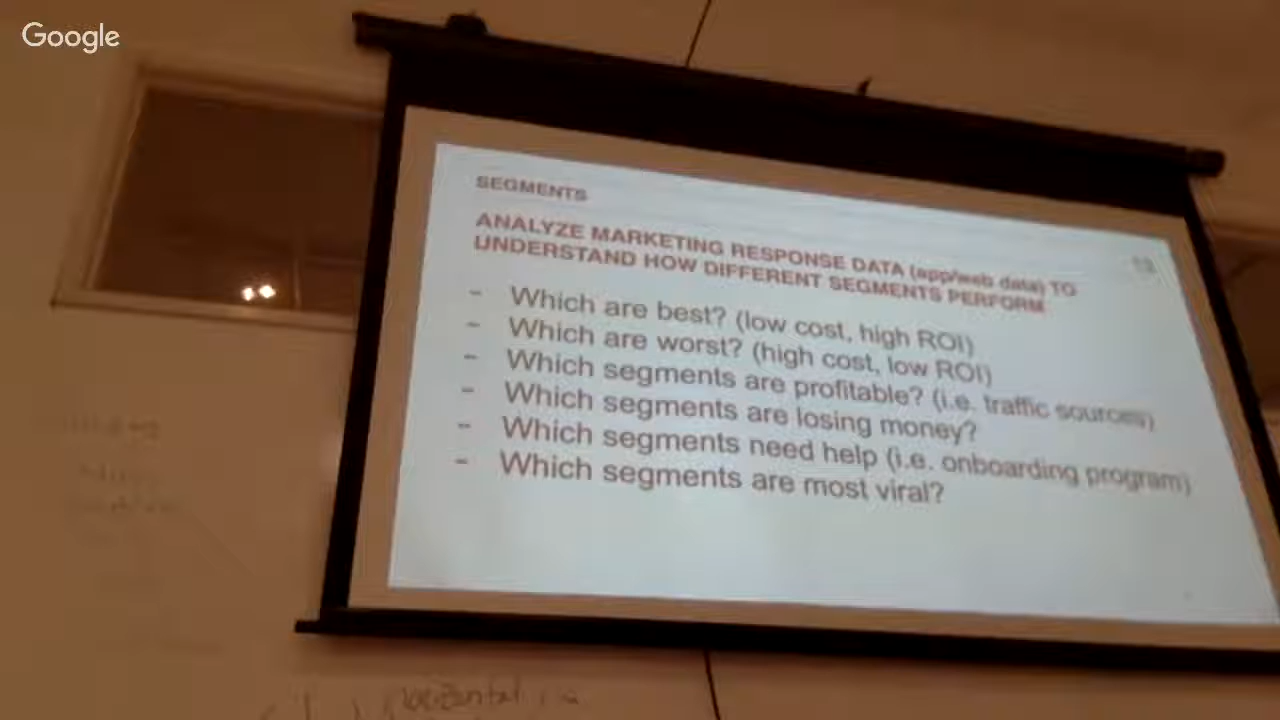 Google
SEGMENTS
13
ANALYZE MARKETING RESPONSE DATA (app/web data) TO
UNDERSTAND HOW DIFFERENT SEGMENTS PERFORM
- Which are best? (low cost, high ROI)
- Which are worst? (high cost, low ROI)
- Which segments are profitable? (i.e. traffic sources)
- Which segments are losing money?
- Which segments need help (i.e. onboarding program)
- Which segments are most viral?
horizontal